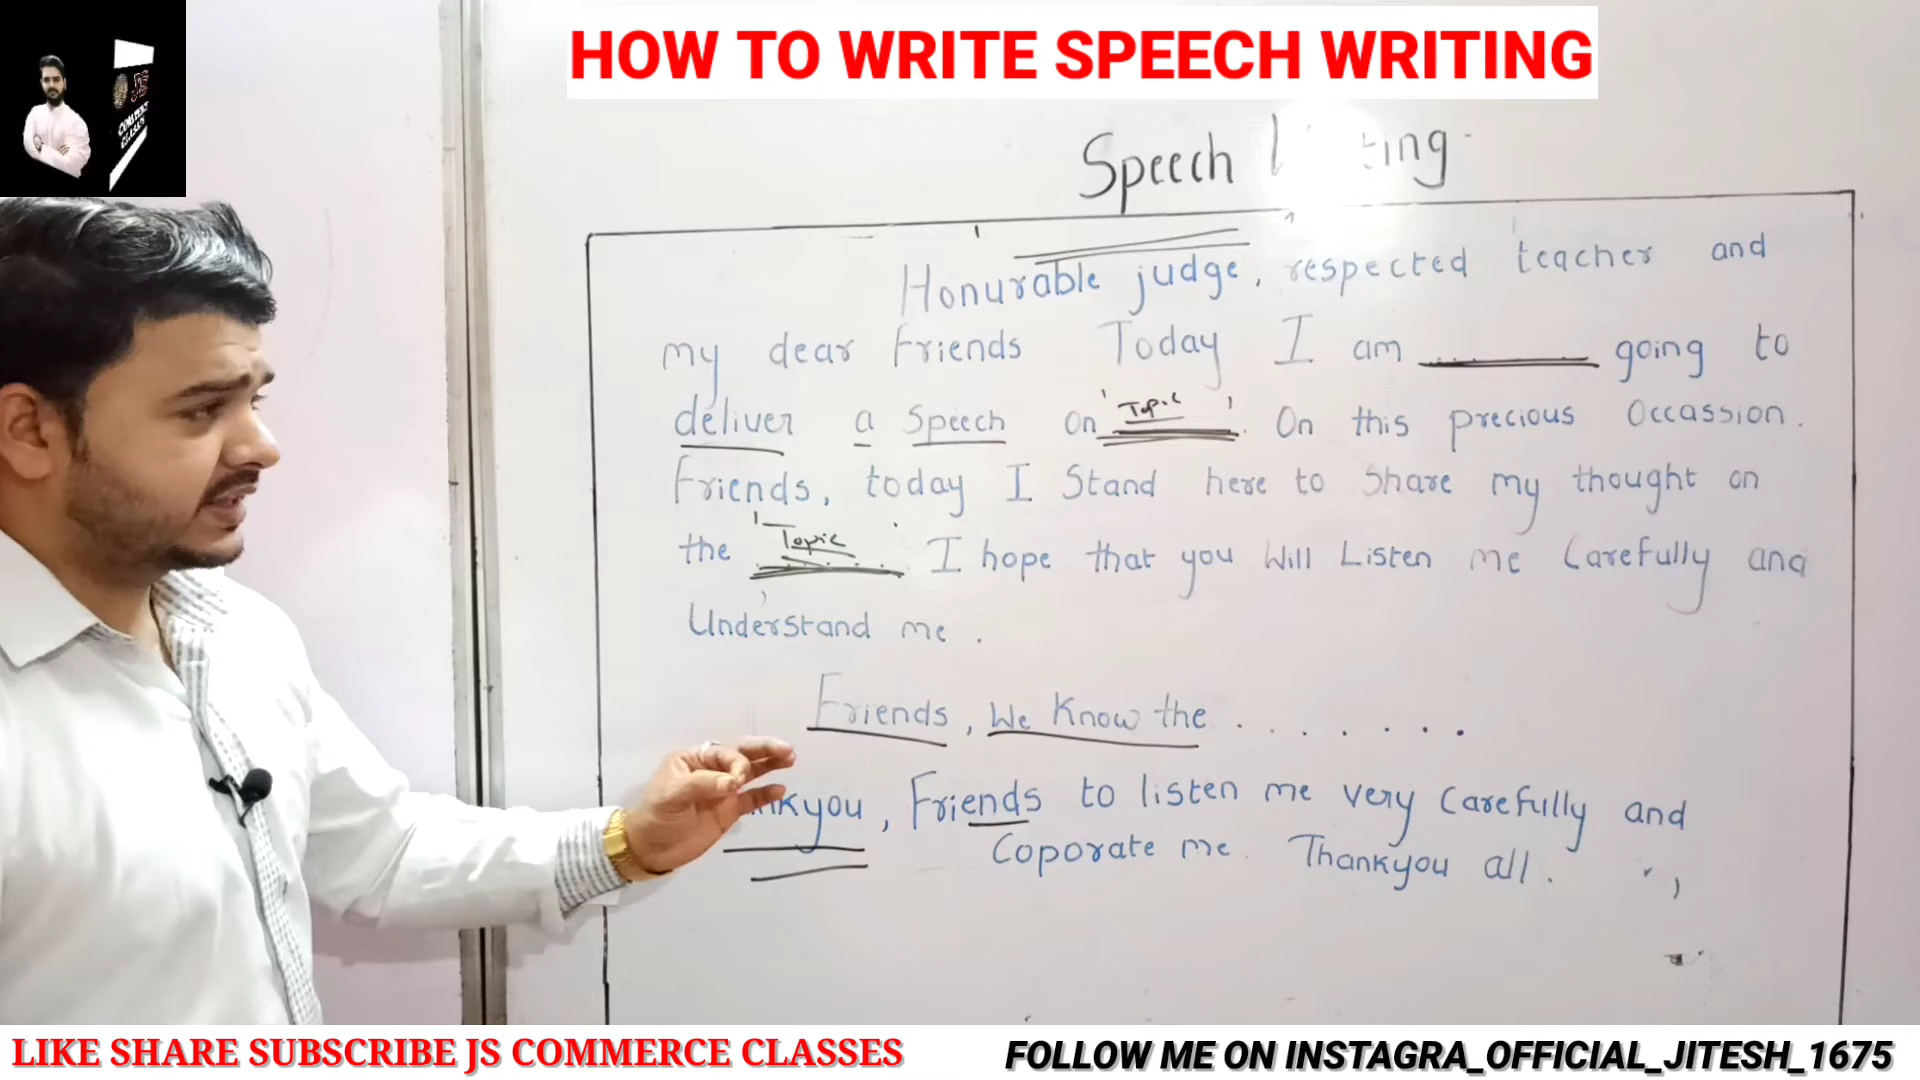 HOW TO WRITE SPEECH WRITING
Speech
Honurable judge, respected teacher and
my dear Friends Today I am ______ going to
deliver a Speech on 'Topic'. On this precious Occassion.
Friends, today I Stand here to Share my thought on
the 'Topic' I hope that you Will Listen me Carefully and
Understand me.
Friends, We Know the . . . . . . . .
nkyou, Friends to listen me very Carefully and
Coporate me. Thankyou all.
LIKE SHARE SUBSCRIBE JS COMMERCE CLASSES
FOLLOW ME ON INSTAGRA_OFFICIAL_JITESH_1675